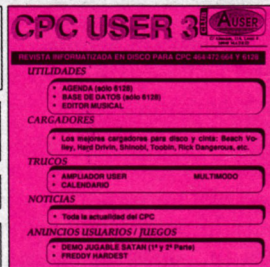 CPC USER 3
AUSER
REVISTA INFORMATIZADA EN DISCO PARA CPC 464 472 664 Y 6128
UTILIDADES
• AGENDA (sólo 6128)
• BASE DE DATOS (sólo 6128)
• EDITOR MUSICAL
CARGADORES
• Los mejores cargadores para disco y cinta: Beach Vo-
lley, Hard Drivin, Shinobi, Toobin, Rick Dangerous, etc.
TRUCOS
• AMPLIADOR USER MULTIMODO
• CALENDARIO
NOTICIAS
• Toda la actualidad del CPC
ANUNCIOS USUARIOS / JUEGOS
• DEMO JUGABLE SATAN (1ª y 2ª Parte)
• FREDDY HARDEST